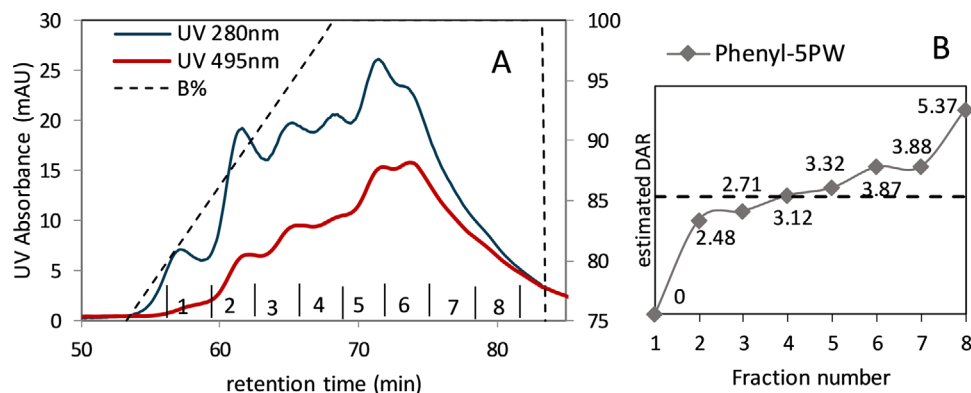 30
25
20
15
10
5
0
UV Absorbance (mAU)
UV 280nm
UV 495nm
B%
A
100
95
90
85
80
75
1 2 3 4 5 6 7 8
50 60 70 80
retention time (min)
Phenyl-5PW
B
estimated DAR
0
2.48
2.71
3.12
3.32
3.87
3.88
5.37
1 2 3 4 5 6 7 8
Fraction number